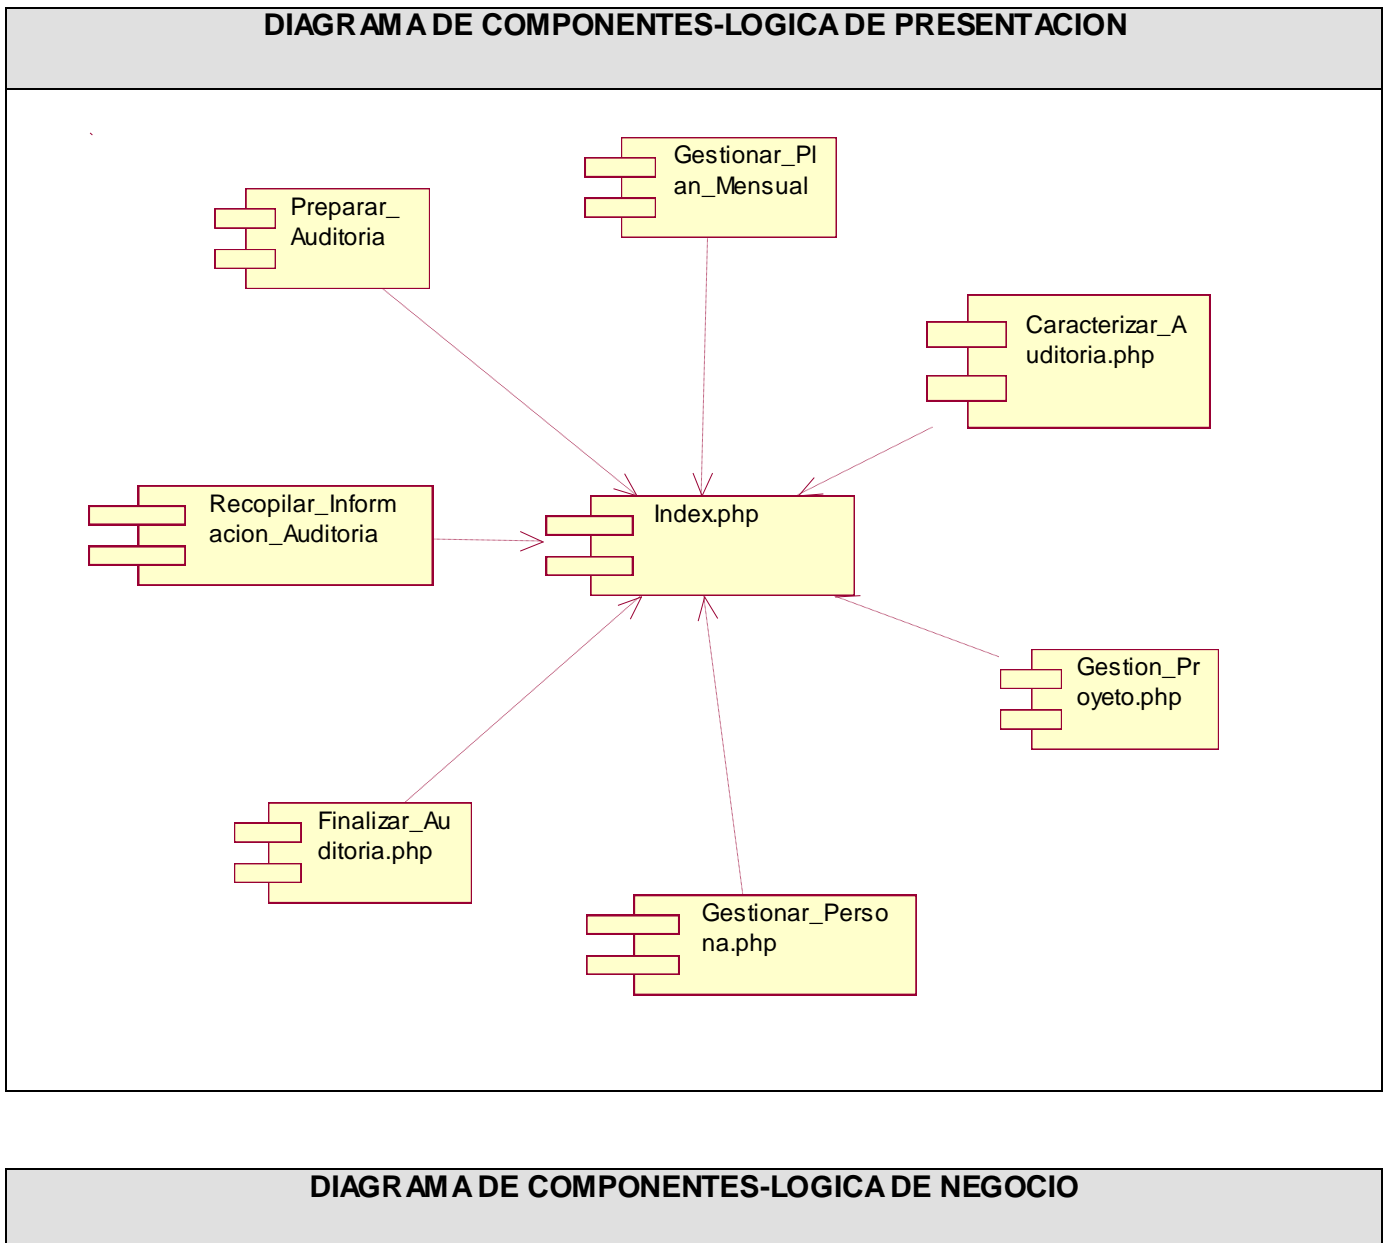 DIAGRAMA DE COMPONENTES-LOGICA DE PRESENTACION
Gestionar_Pl
an_Mensual
Preparar_
Auditoria
Caracterizar_A
uditoria.php
Recopilar_Inform
acion_Auditoria
Index.php
Gestion_Pr
oyeto.php
Finalizar_Au
ditoria.php
Gestionar_Perso
na.php
DIAGRAMA DE COMPONENTES-LOGICA DE NEGOCIO